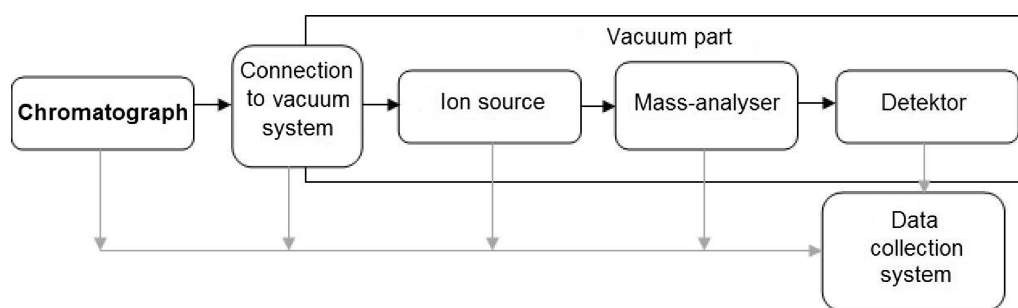 Vacuum part
Chromatograph
Connection
to vacuum
system
Ion source
Mass-analyser
Detektor
Data
collection
system